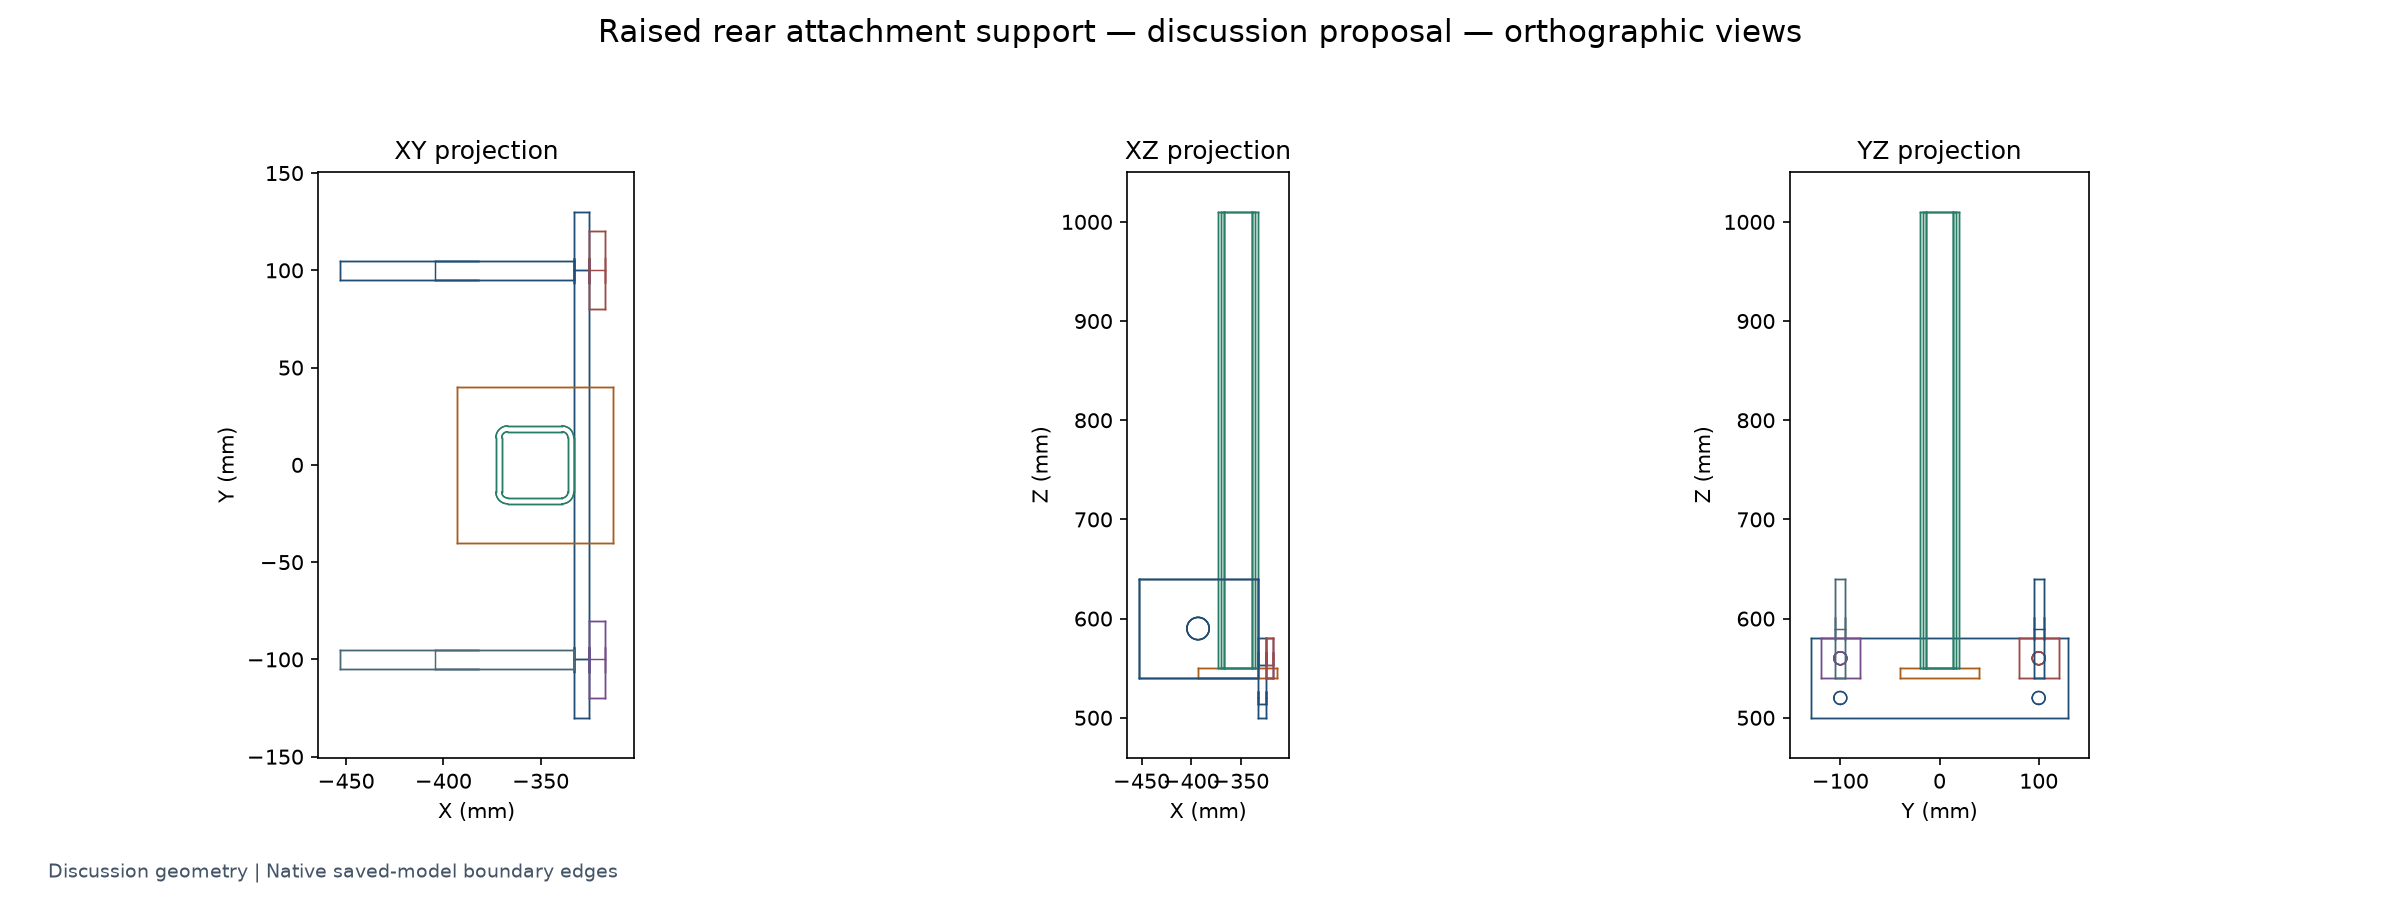 Raised rear attachment support — discussion proposal — orthographic views
XY projection
150
100
50
0
−50
−100
−150
Y (mm)
−450
−400
−350
X (mm)
XZ projection
1000
900
800
700
600
500
Z (mm)
−450
−400
−350
X (mm)
YZ projection
1000
900
800
700
600
500
Z (mm)
−100
0
100
Y (mm)
Discussion geometry | Native saved-model boundary edges